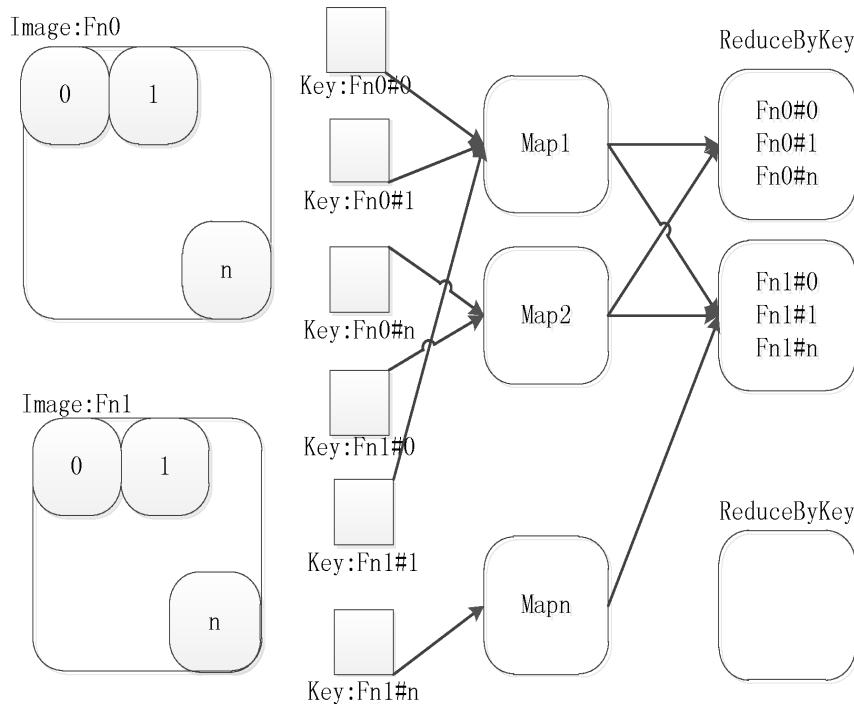 Image:Fn0
0
1
n
Image:Fn1
0
1
n
Key:Fn0#0
Key:Fn0#1
Key:Fn0#n
Key:Fn1#0
Key:Fn1#1
Key:Fn1#n
Map1
Map2
Mapn
ReduceByKey
Fn0#0
Fn0#1
Fn0#n
Fn1#0
Fn1#1
Fn1#n
ReduceByKey